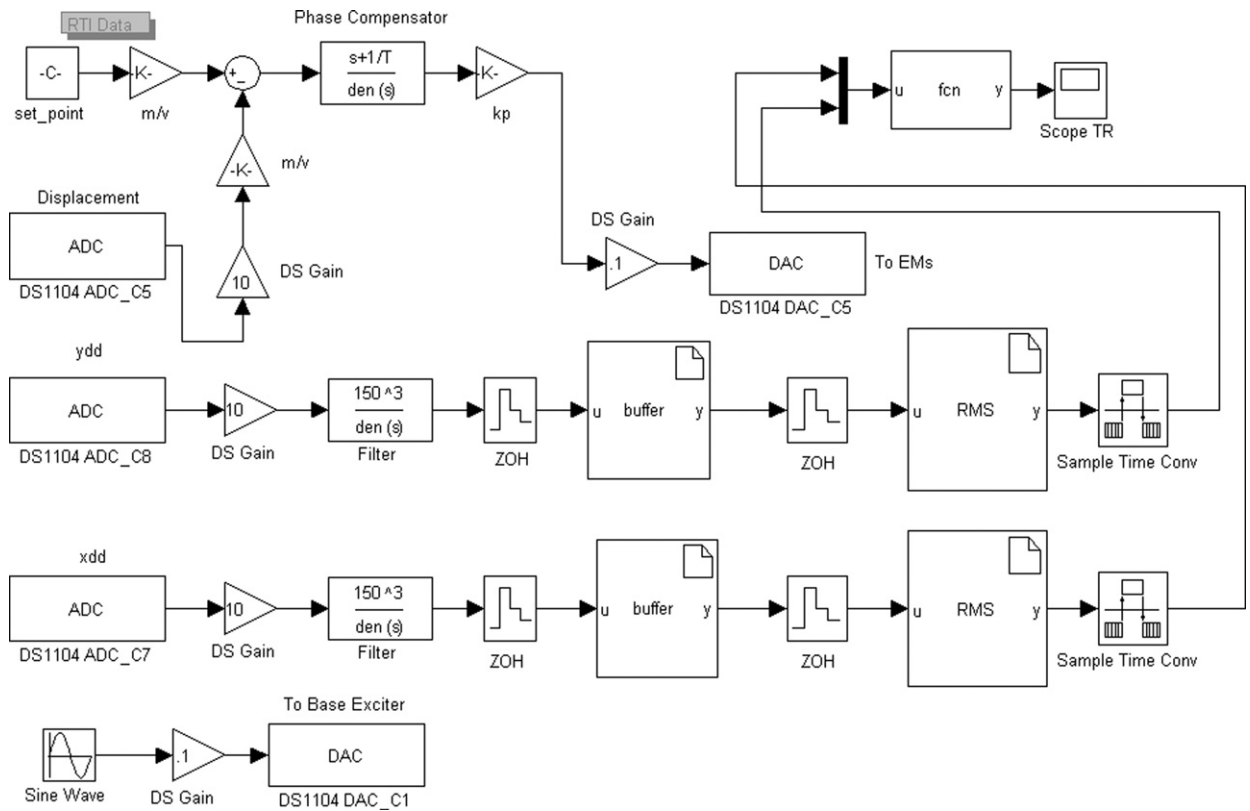 RTI Data
Phase Compensator
-C-
set_point
-K-
m/v
+
-
s+1/T
den (s)
-K-
kp
u fcn y
Scope TR
-K-
m/v
Displacement
ADC
DS1104 ADC_C5
10
DS Gain
DS Gain
.1
DAC
To EMs
DS1104 DAC_C5
ydd
ADC
DS1104 ADC_C8
10
DS Gain
150 ^3
den (s)
Filter
ZOH
u buffer y
ZOH
u RMS y
Sample Time Conv
xdd
ADC
DS1104 ADC_C7
10
DS Gain
150 ^3
den (s)
Filter
ZOH
u buffer y
ZOH
u RMS y
Sample Time Conv
Sine Wave
.1
DS Gain
To Base Exciter
DAC
DS1104 DAC_C1